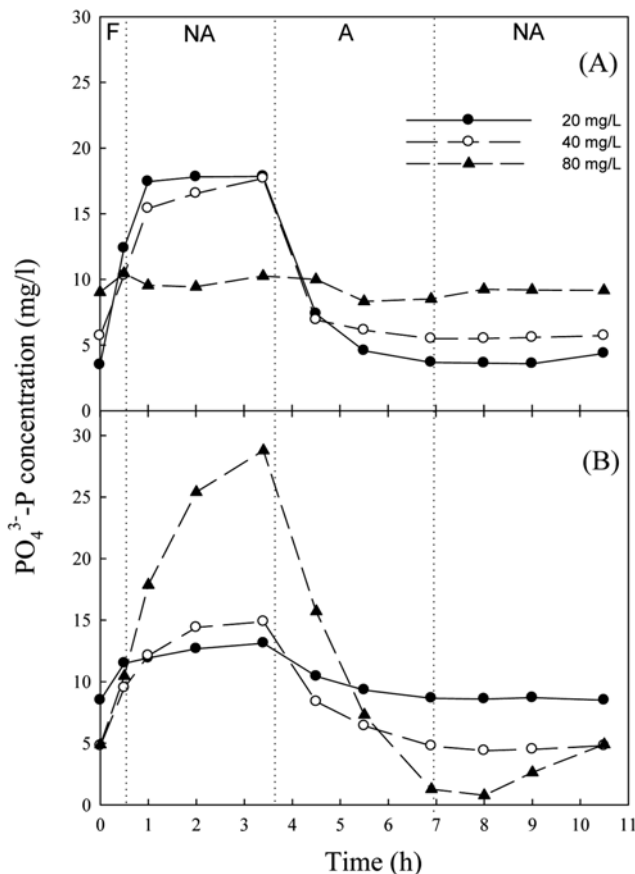 F NA A NA
(A)
20 mg/L
40 mg/L
80 mg/L
30
25
20
15
10
5
0
(B)
30
25
20
15
10
5
0
PO₄³⁻-P concentration (mg/l)
0 1 2 3 4 5 6 7 8 9 10 11
Time (h)